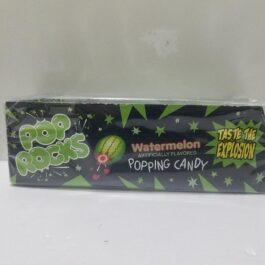 POP
ROCKS
Watermelon
ARTIFICIALLY FLAVORED
POPPING CANDY
TASTE THE
EXPLOSION